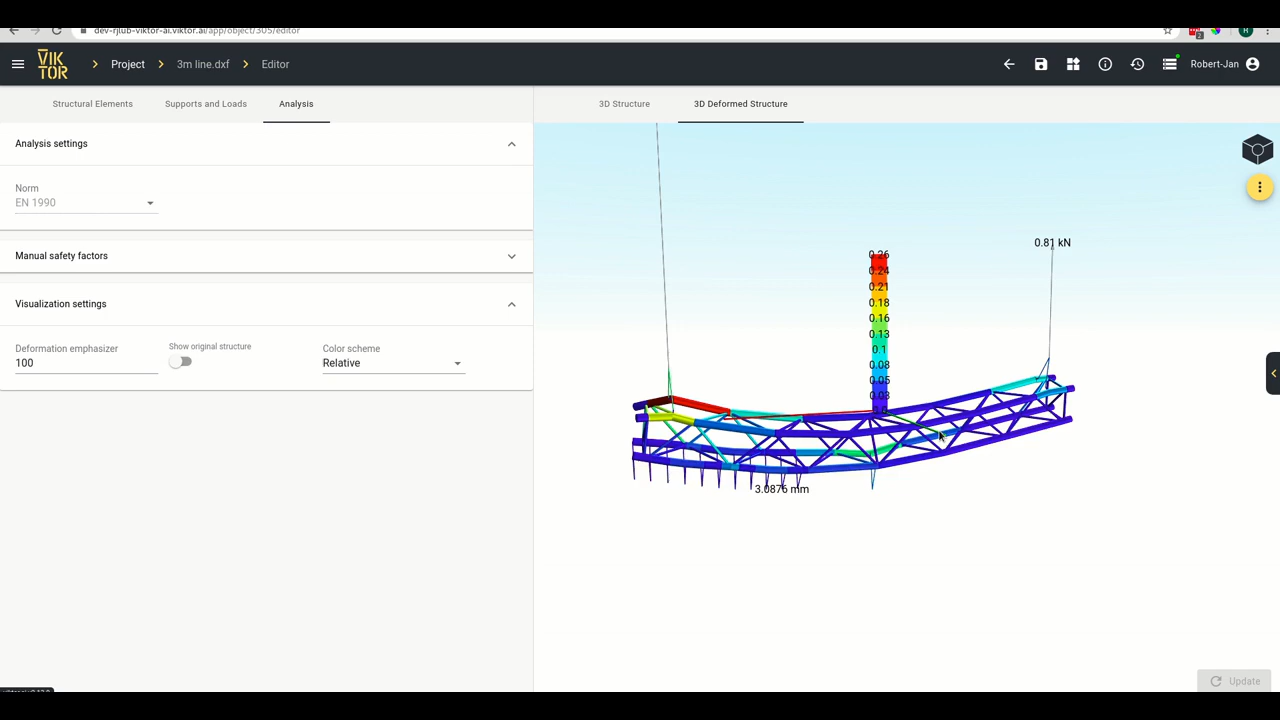 dev-rjlub-viktor-ai.viktor.ai/app/object/305/editor
VIK
TOR
Project
3m line.dxf
Editor
Robert-Jan
Structural Elements
Supports and Loads
Analysis
3D Structure
3D Deformed Structure
Analysis settings
Norm
EN 1990
Manual safety factors
Visualization settings
Deformation emphasizer
100
Show original structure
Color scheme
Relative
0.81 kN
0.26
0.24
0.21
0.18
0.16
0.13
0.1
0.08
0.05
0.03
3.0876 mm
Update